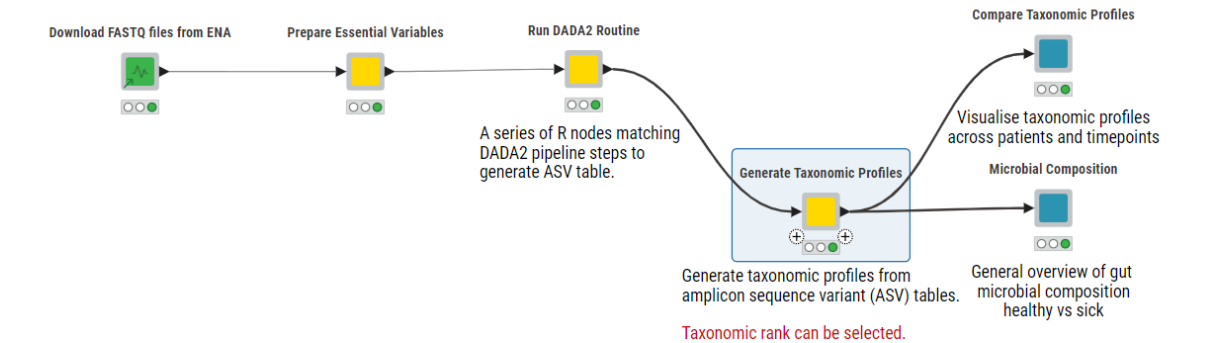 Download FASTQ files from ENA
Prepare Essential Variables
Run DADA2 Routine
A series of R nodes matching
DADA2 pipeline steps to
generate ASV table.
Generate Taxonomic Profiles
Generate taxonomic profiles from
amplicon sequence variant (ASV) tables.
Taxonomic rank can be selected.
Compare Taxonomic Profiles
Visualise taxonomic profiles
across patients and timepoints
Microbial Composition
General overview of gut
microbial composition
healthy vs sick